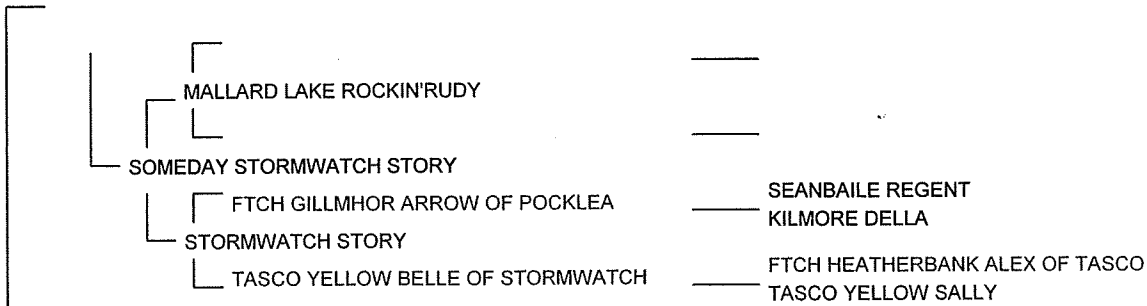 MALLARD LAKE ROCKIN'RUDY
SOMEDAY STORMWATCH STORY
FTCH GILLMHOR ARROW OF POCKLEA
SEANBAILE REGENT
KILMORE DELLA
STORMWATCH STORY
TASCO YELLOW BELLE OF STORMWATCH
FTCH HEATHERBANK ALEX OF TASCO
TASCO YELLOW SALLY